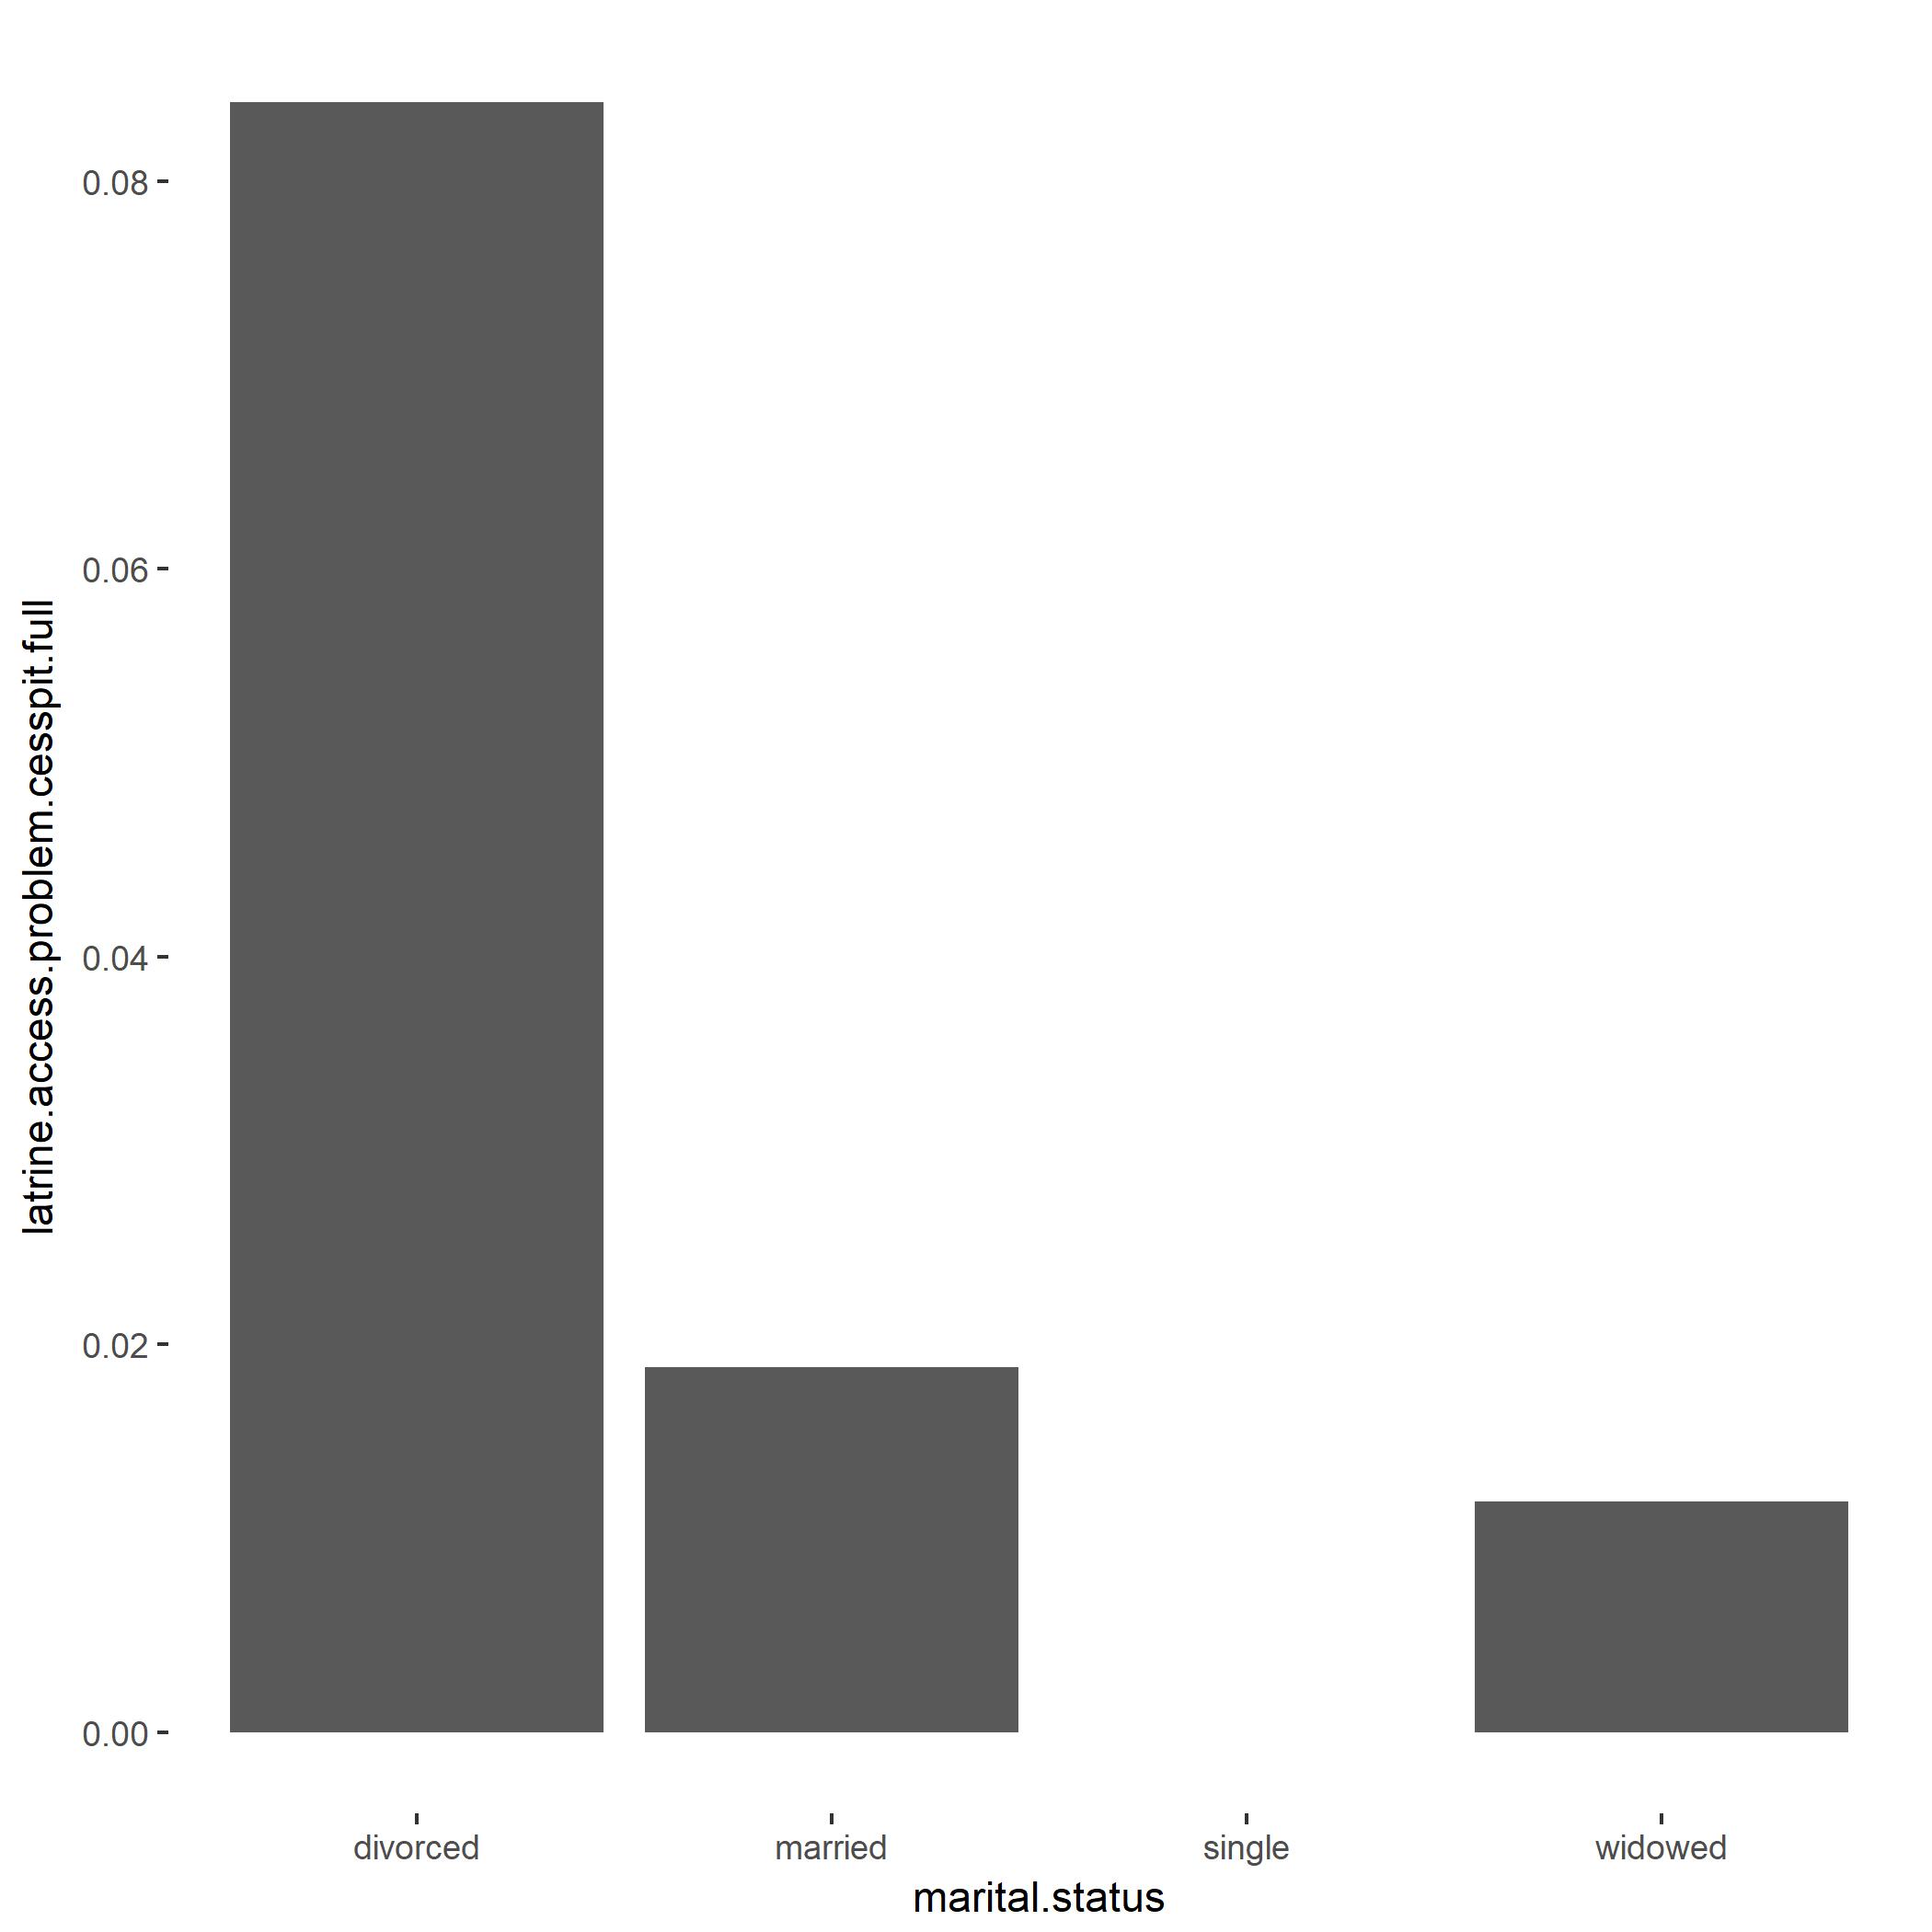 latrine.access.problem.cesspit.full
0.08
0.06
0.04
0.02
0.00
divorced married single widowed
marital.status